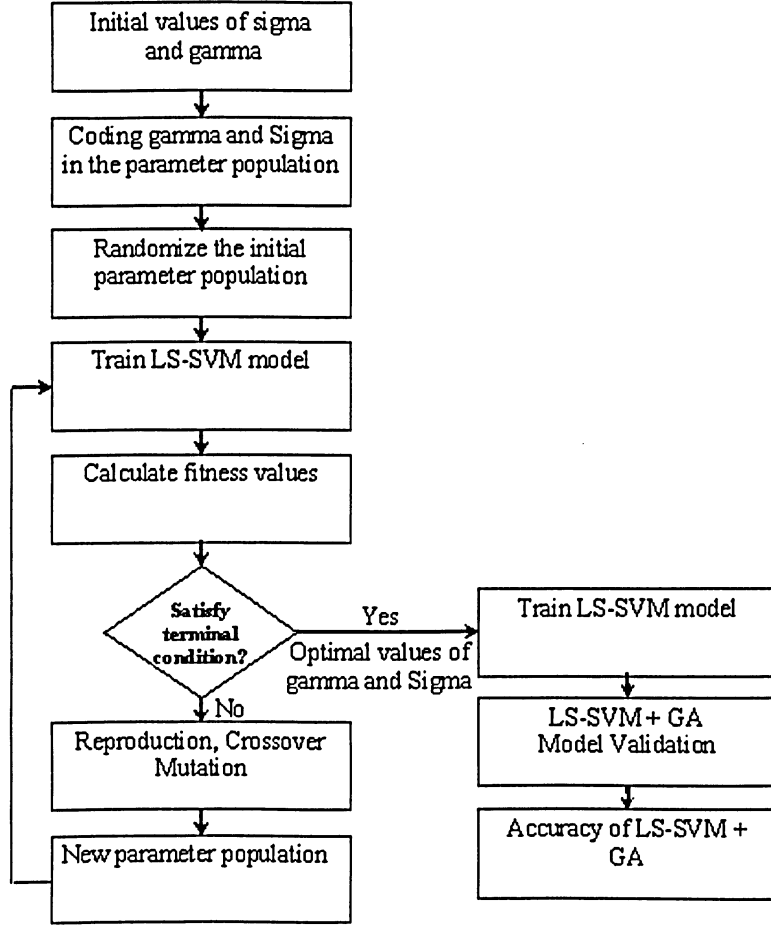 Initial values of sigma
and gamma
Coding gamma and Sigma
in the parameter population
Randomize the initial
parameter population
Train LS-SVM model
Calculate fitness values
Satisfy
terminal
condition?
Yes
Optimal values of
gamma and Sigma
No
Reproduction, Crossover
Mutation
New parameter population
Train LS-SVM model
LS-SVM + GA
Model Validation
Accuracy of LS-SVM +
GA